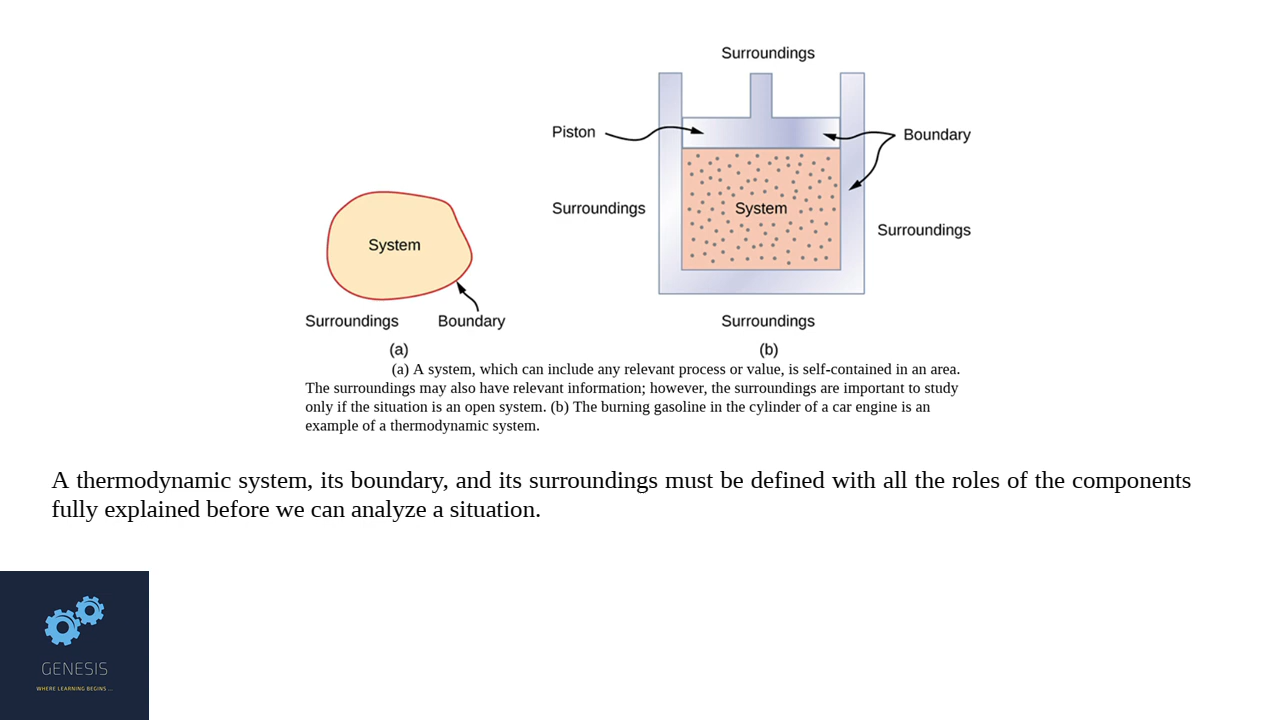 Surroundings
Piston
Boundary
Surroundings
System
Surroundings
System
Surroundings
Boundary
Surroundings
(a)
(b)
(a) A system, which can include any relevant process or value, is self-contained in an area.
The surroundings may also have relevant information; however, the surroundings are important to study
only if the situation is an open system. (b) The burning gasoline in the cylinder of a car engine is an
example of a thermodynamic system.
A thermodynamic system, its boundary, and its surroundings must be defined with all the roles of the components
fully explained before we can analyze a situation.
GENESIS
WHERE LEARNING BEGINS ...